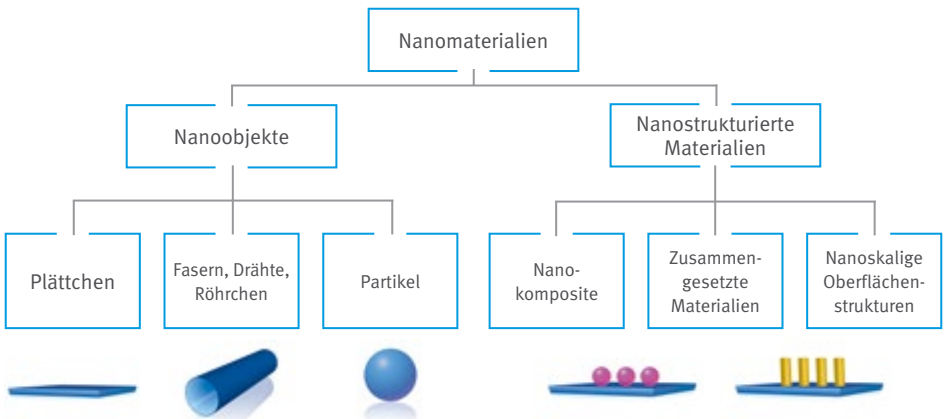 Nanomaterialien
Nanoobjekte
Nanostrukturierte
Materialien
Plättchen
Fasern, Drähte,
Röhrchen
Partikel
Nano-
komposite
Zusammen-
gesetzte
Materialien
Nanoskalige
Oberflächen-
strukturen